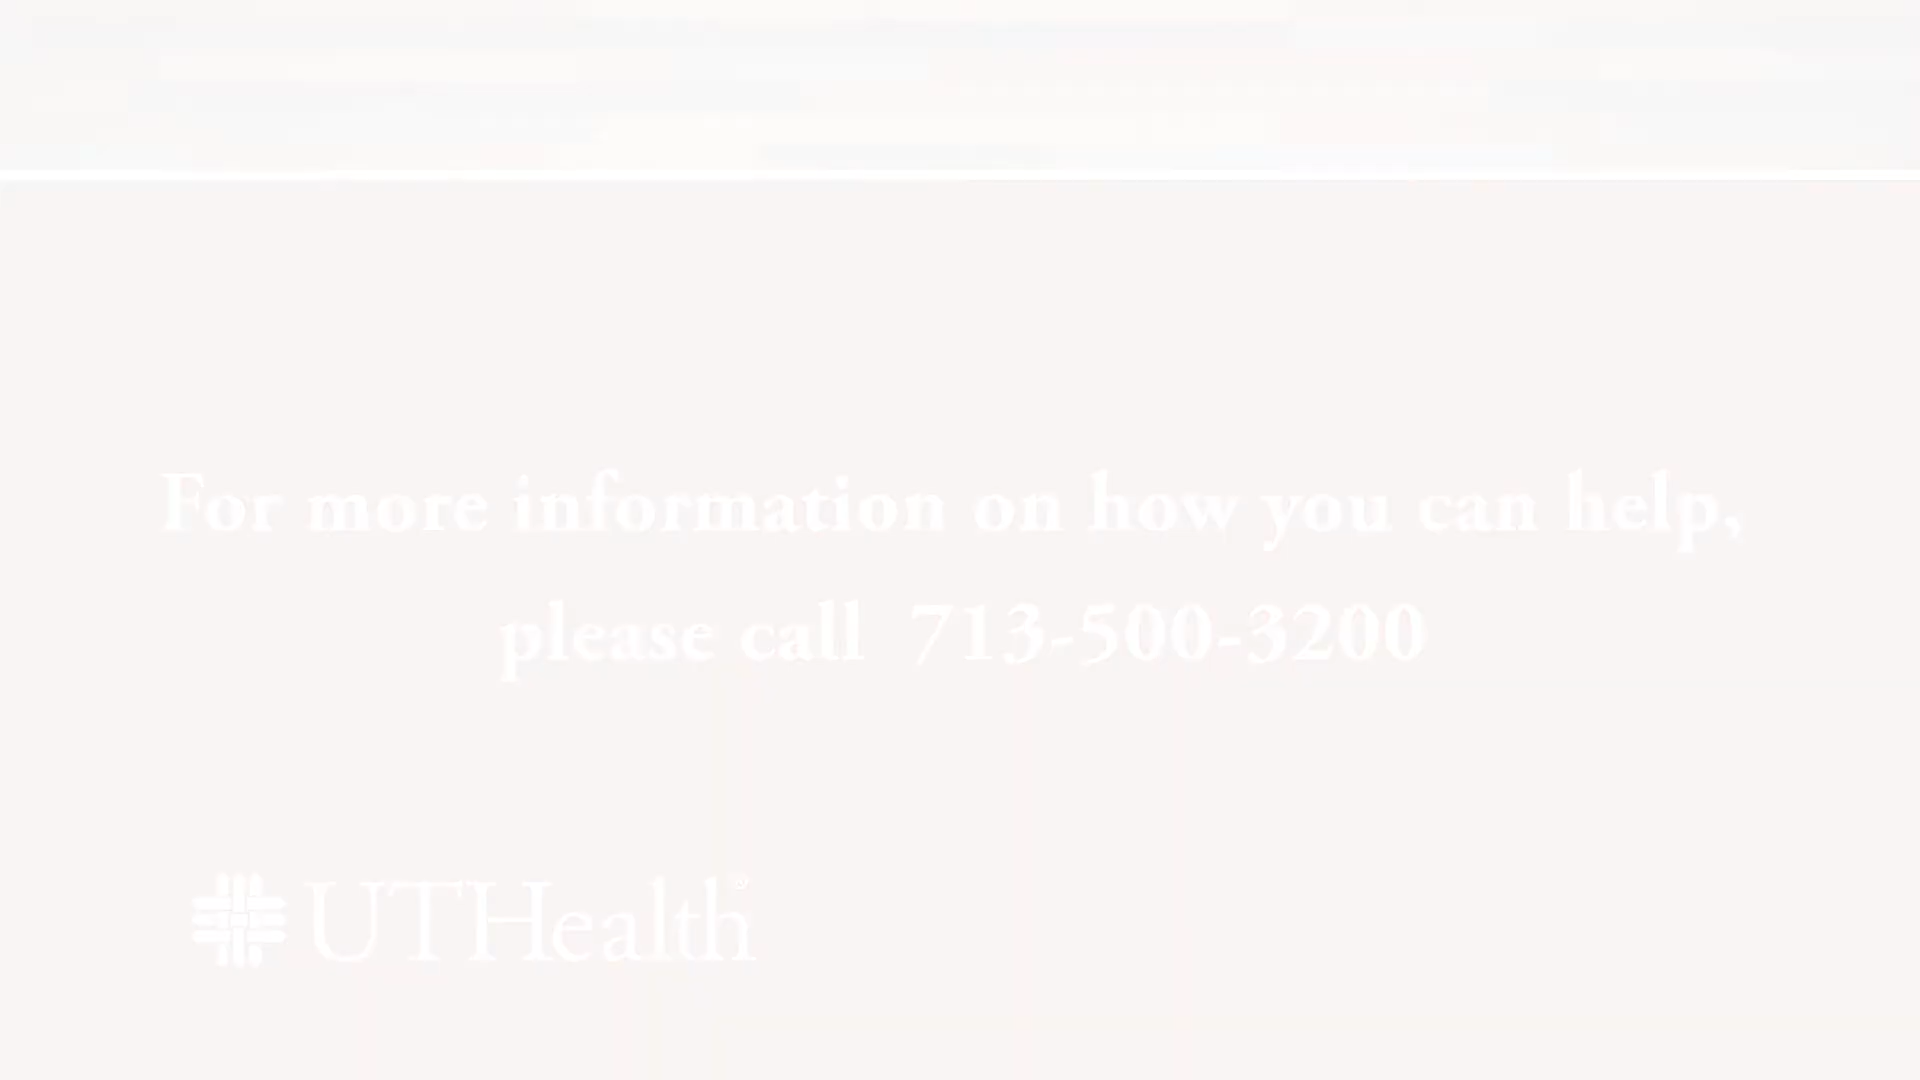 For more information on how you can help,
please call 713-500-3200
UTHealth®